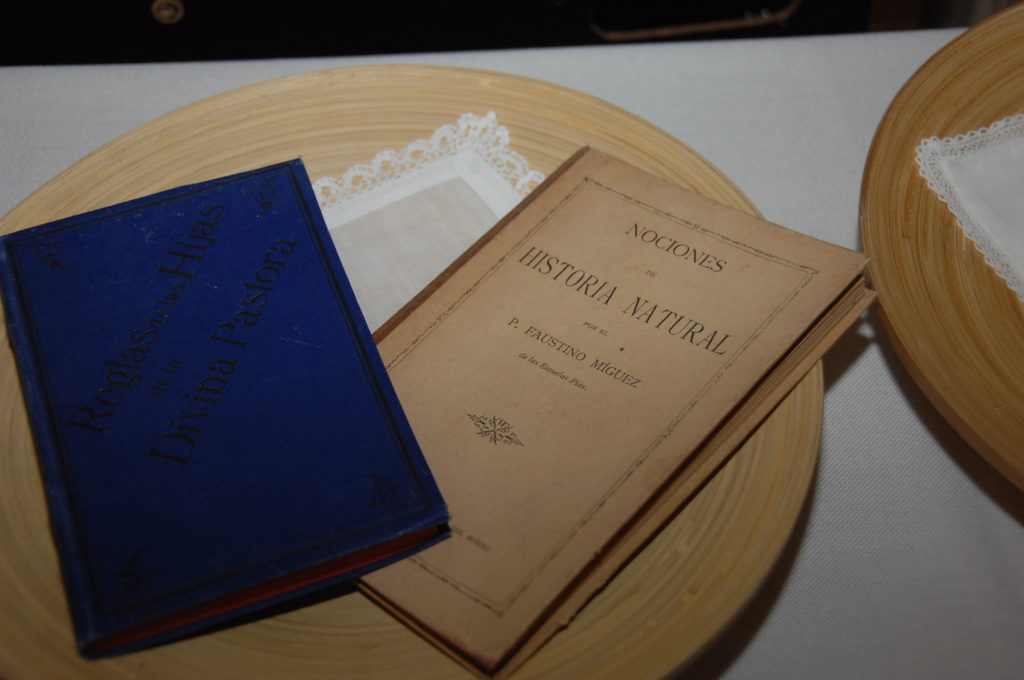 Reglas de las Hijas
de la
Divina Pastora
NOCIONES
DE
HISTORIA NATURAL
POR EL
P. FAUSTINO MÍGUEZ
de las Escuelas Pías.